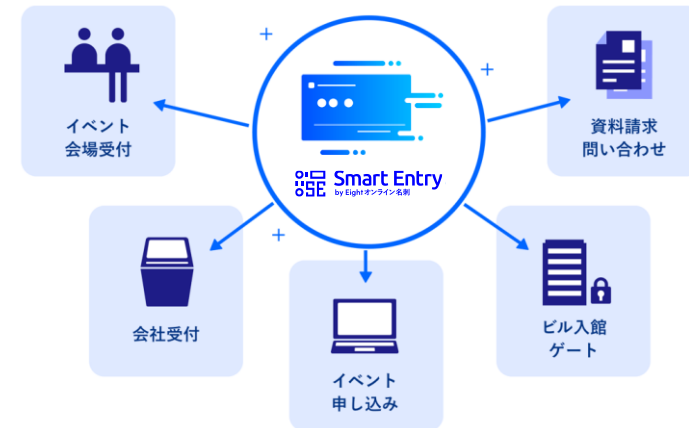 イベント
会場受付
Smart Entry
by Eightオンライン名刺
資料請求
問い合わせ
会社受付
イベント
申し込み
ビル入館
ゲート